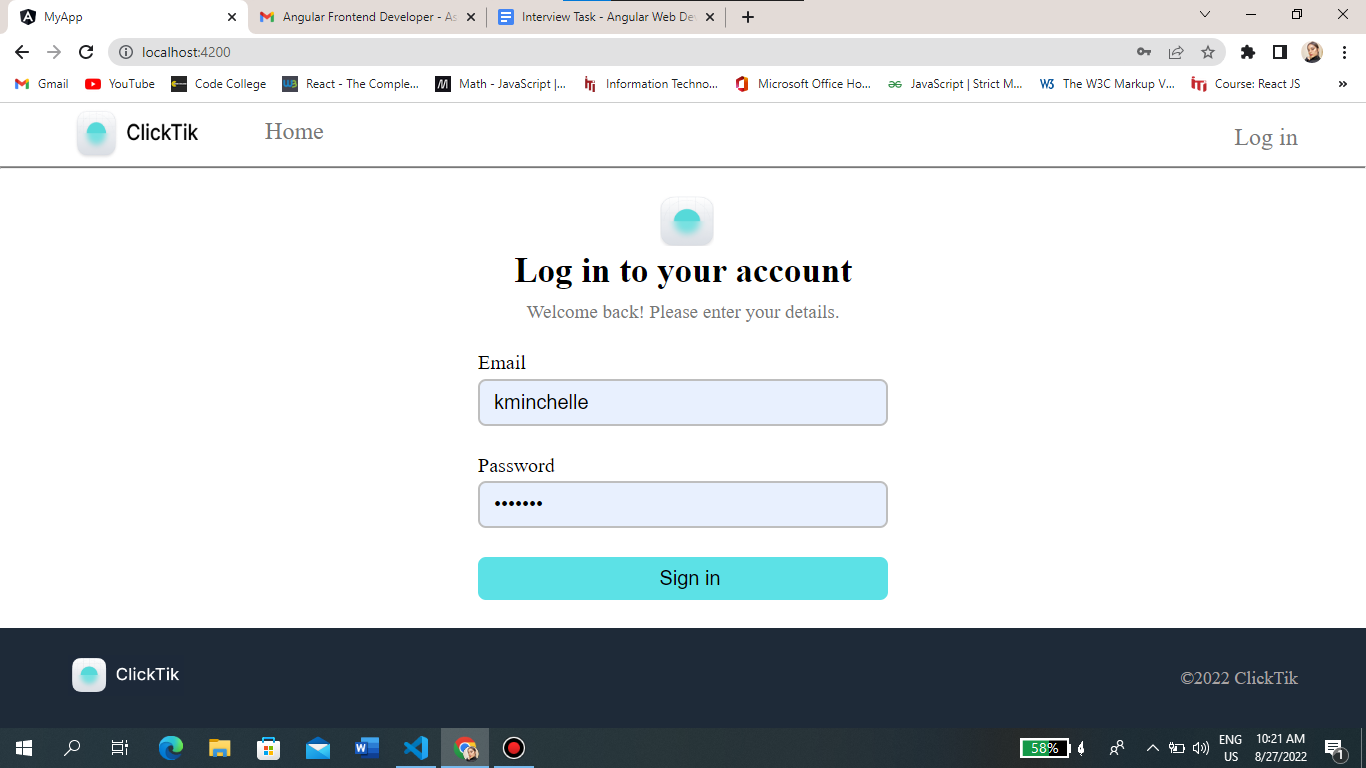 MyApp
Angular Frontend Developer - As
Interview Task - Angular Web De
localhost:4200
Gmail
YouTube
Code College
React - The Comple...
Math - JavaScript |...
Information Techno...
Microsoft Office Ho...
JavaScript | Strict M...
The W3C Markup V...
Course: React JS
»
ClickTik
Home
Log in
Log in to your account
Welcome back! Please enter your details.
Email
kminchelle
Password
•••••••
Sign in
ClickTik
©2022 ClickTik
58%
ENG
US
10:21 AM
8/27/2022
1